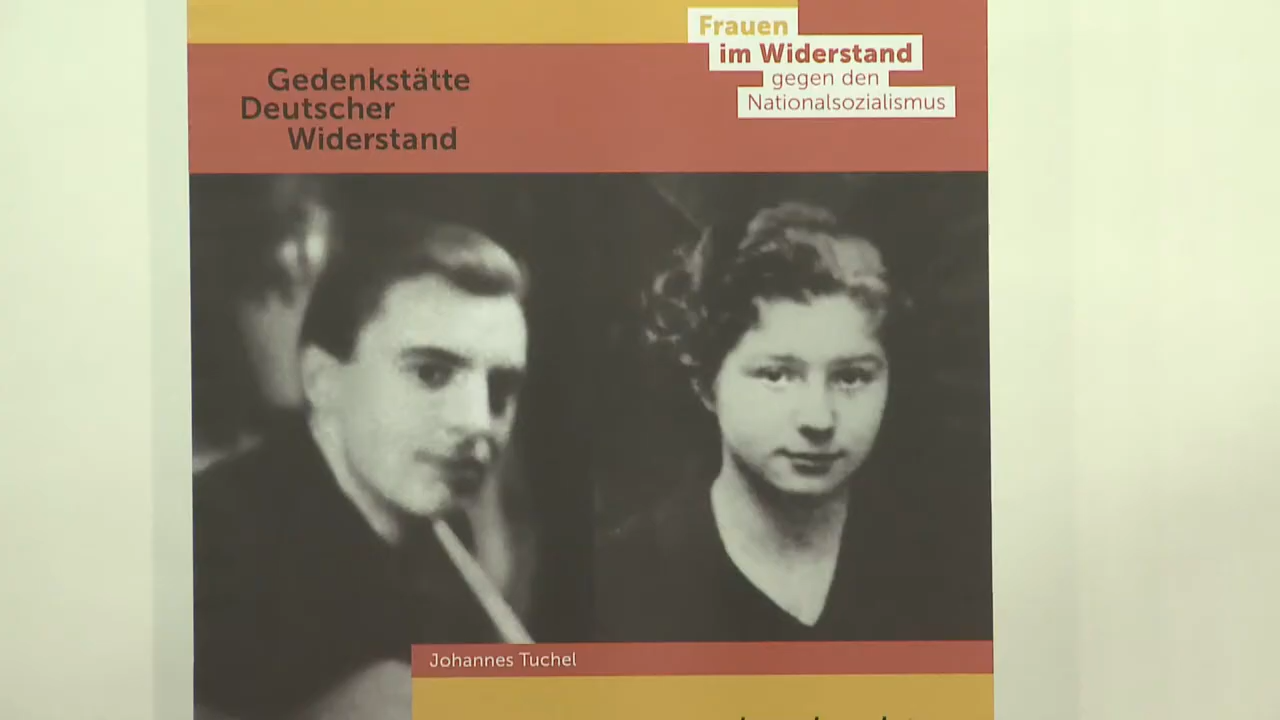 Gedenkstätte
Deutscher
Widerstand
Frauen
im Widerstand
gegen den
Nationalsozialismus
Johannes Tuchel